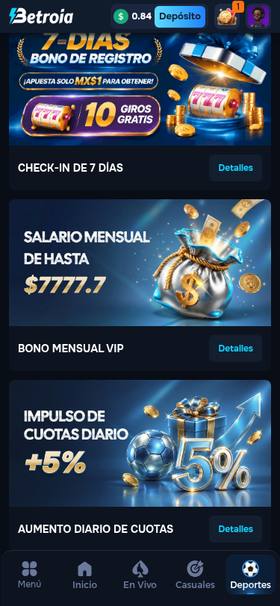 Betroia
$ 0.84 Depósito
1
7=DÍAS
BONO DE REGISTRO
¡APUESTA SOLO MX$1 PARA OBTENER!
777
10 GIROS
GRATIS
777
CHECK-IN DE 7 DÍAS
Detalles
SALARIO MENSUAL
DE HASTA
$7777.7
$
BONO MENSUAL VIP
Detalles
IMPULSO DE
CUOTAS DIARIO
+5%
5%
AUMENTO DIARIO DE CUOTAS
Detalles
Menú
Inicio
En Vivo
Casuales
Deportes